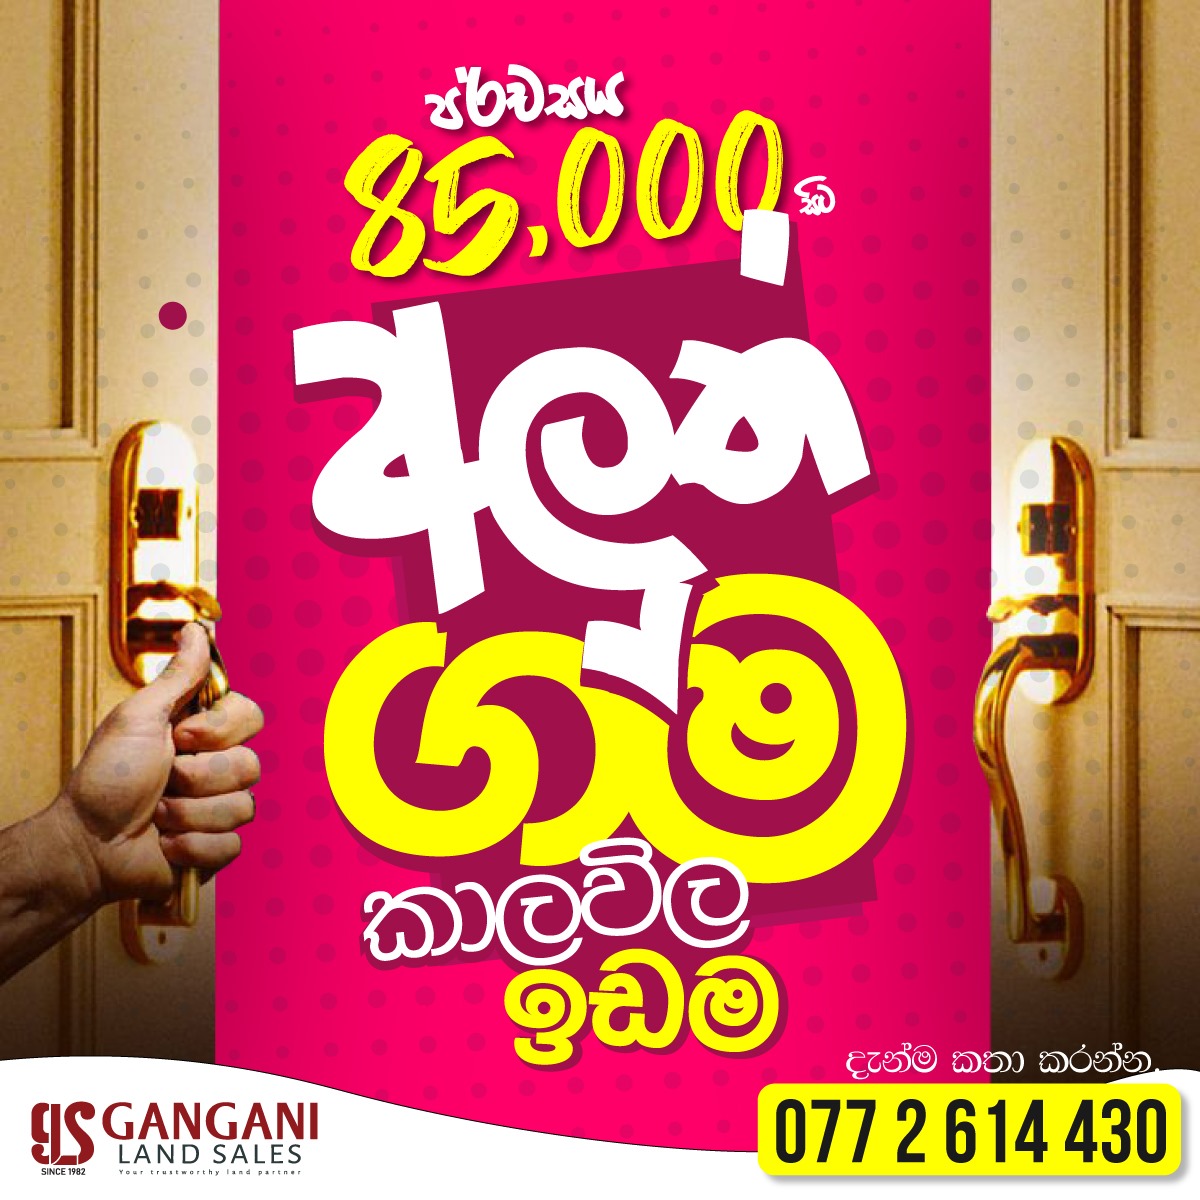 පර්චසය
85,000 සිට
අලුත්
ගම
කාලවිල
ඉඩම
දැන්ම කතා කරන්න.
077 2 614 430
GLS GANGANI
LAND SALES
SINCE 1982
Your trustworthy land partner